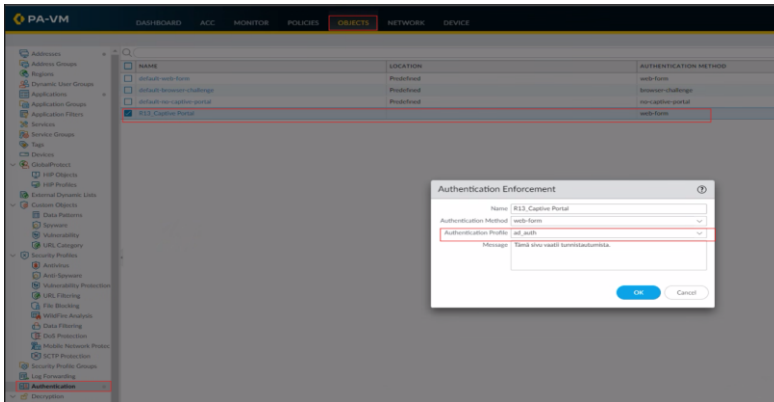 PA-VM
DASHBOARD ACC MONITOR POLICIES OBJECTS NETWORK DEVICE
Addresses
Address Groups
Regions
Dynamic User Groups
Applications
Application Groups
Application Filters
Services
Service Groups
Tags
Devices
GlobalProtect
HIP Objects
HIP Profiles
External Dynamic Lists
Custom Objects
Data Patterns
Spyware
Vulnerability
URL Category
Security Profiles
Antivirus
Anti-Spyware
Vulnerability Protection
URL Filtering
File Blocking
WildFire Analysis
Data Filtering
DoS Protection
Mobile Network Protec
SCTP Protection
Security Profile Groups
Log Forwarding
Authentication
Decryption
NAME LOCATION AUTHENTICATION METHOD
default-web-form Predefined web-form
default-browser-challenge Predefined browser-challenge
default-no-captive-portal Predefined no-captive-portal
R13_Captive Portal web-form
Authentication Enforcement
Name R13_Captive Portal
Authentication Method web-form
Authentication Profile ad_auth
Message Tämä sivu vaatii tunnistautumista.
OK Cancel